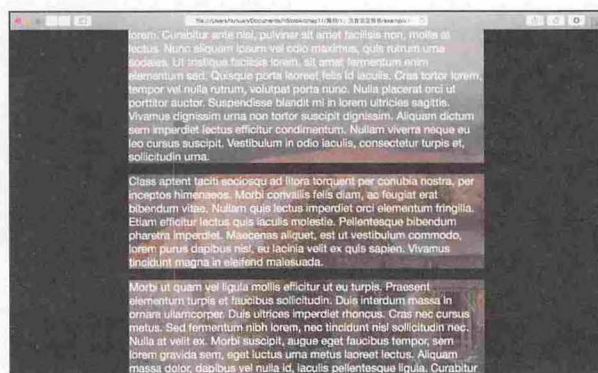 lorem. Curabitur ante nisl, pulvinar sit amet facilisis non, mollis at
lectus. Nunc aliquam ipsum vel odio maximus, quis rutrum urna
sodales. Ut tristique facilisis lorem, sit amet fermentum enim
elementum sed. Quisque porta laoreet felis id iaculis. Cras tortor lorem,
tempor vel nulla rutrum, volutpat porta nunc. Nulla placerat orci ut
porttitor auctor. Suspendisse blandit mi in lorem ultricies sagittis.
Vivamus dignissim urna non tortor suscipit dignissim. Aliquam dictum
sem imperdiet lectus efficitur condimentum. Nullam viverra neque eu
leo cursus suscipit. Vestibulum in odio iaculis, consectetur turpis et,
sollicitudin urna.
Class aptent taciti sociosqu ad litora torquent per conubia nostra, per
inceptos himenaeos. Morbi convallis felis diam, ac feugiat erat
bibendum vitae. Nullam quis lectus imperdiet orci elementum fringilla.
Etiam efficitur lectus quis iaculis molestie. Pellentesque bibendum
pharetra imperdiet. Maecenas aliquet, est ut vestibulum commodo,
lorem purus dapibus nisl, eu lacinia velit ex quis sapien. Vivamus
tincidunt magna in eleifend malesuada.
Morbi ut quam vel ligula mollis efficitur ut eu turpis. Praesent
elementum turpis et faucibus sollicitudin. Duis interdum massa in
ornare ullamcorper. Duis ultrices imperdiet rhoncus. Cras nec cursus
metus. Sed fermentum nibh lorem, nec tincidunt nisl sollicitudin nec.
Nulla at velit ex. Morbi suscipit, augue eget faucibus tempor, sem
lorem gravida sem, eget luctus urna metus laoreet lectus. Aliquam
massa dolor, dapibus vel nulla id, iaculis pellentesque ligula. Curabitur